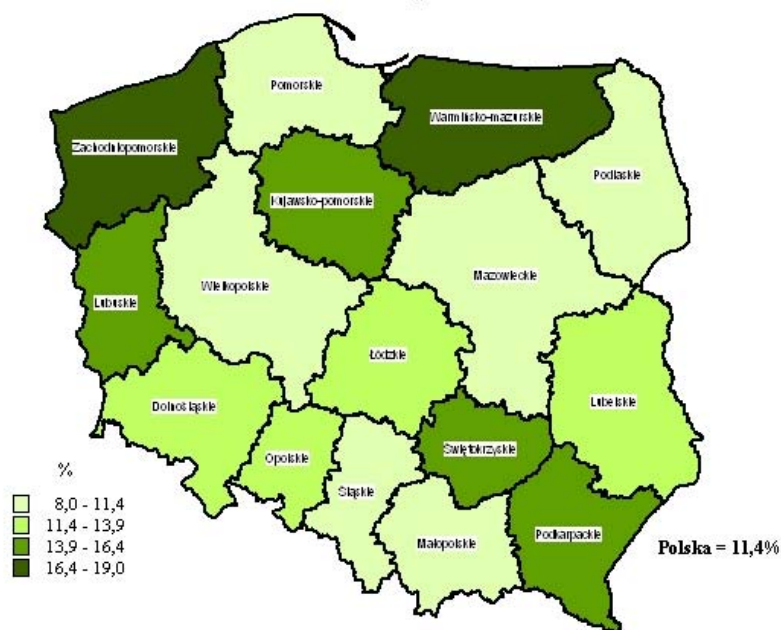 Pomorskie
Warmińsko-mazurskie
Zachodniopomorskie
Podlaskie
Kujawsko-pomorskie
Mazowieckie
Wielkopolskie
Lubuskie
Łódzkie
Lubelskie
Dolnośląskie
Świętokrzyskie
Opolskie
Śląskie
Podkarpackie
Małopolskie
Polska = 11,4%
%
8,0 - 11,4
11,4 - 13,9
13,9 - 16,4
16,4 - 19,0